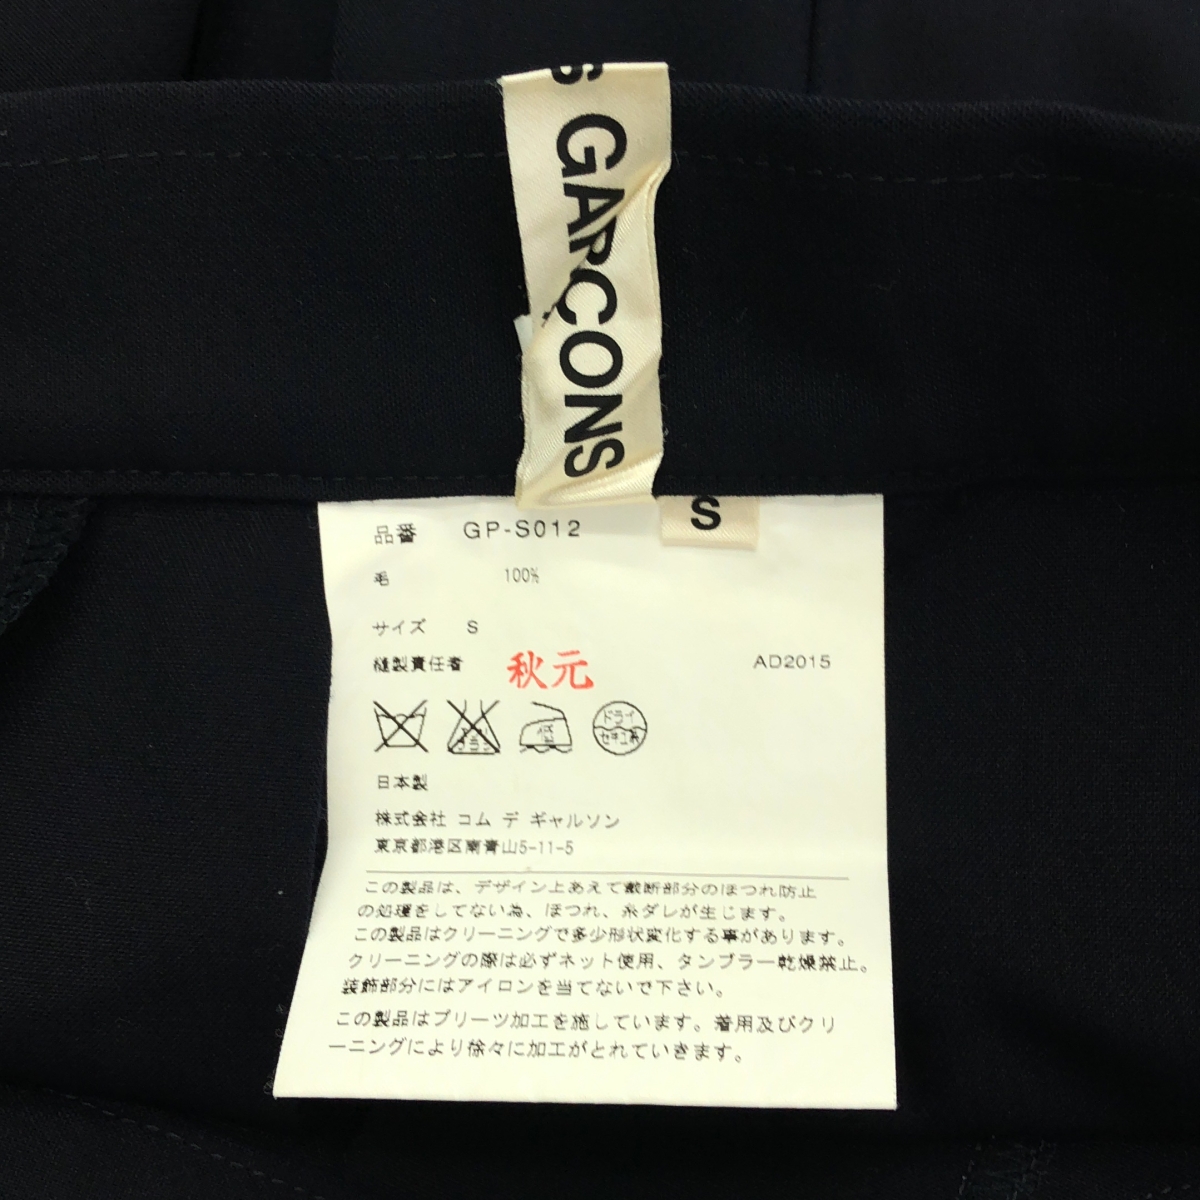 S GARCONS
S
品番 GP-S012
毛 100%
サイズ S
縫製責任者 秋元 AD2015
低 ドライ
セキユ系
日本製
株式会社 コム デ ギャルソン
東京都港区南青山5-11-5
この製品は、デザイン上あえて裁断部分のほつれ防止
の処理をしてない為、ほつれ、糸ダレが生じます。
この製品はクリーニングで多少形状変化する事があります。
クリーニングの際は必ずネット使用、タンブラー乾燥禁止。
装飾部分にはアイロンを当てないで下さい。
この製品はプリーツ加工を施しています。着用及びクリ
ーニングにより徐々に加工がとれていきます。